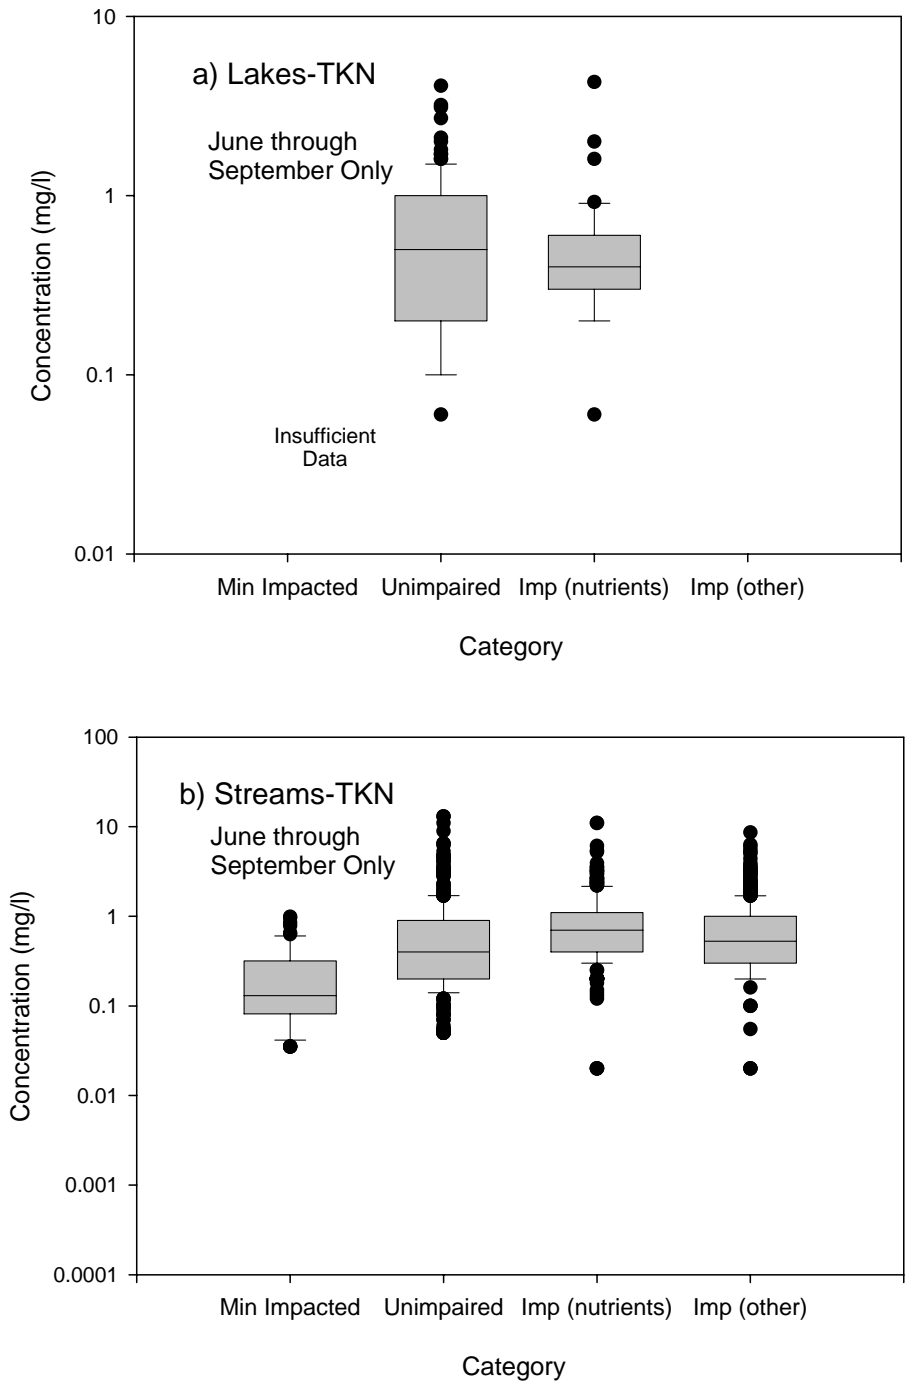 a) Lakes-TKN
June through
September Only
10
1
0.1
0.01
Concentration (mg/l)
Insufficient
Data
Min Impacted
Unimpaired
Imp (nutrients)
Imp (other)
Category
b) Streams-TKN
June through
September Only
100
10
1
0.1
0.01
0.001
0.0001
Concentration (mg/l)
Min Impacted
Unimpaired
Imp (nutrients)
Imp (other)
Category